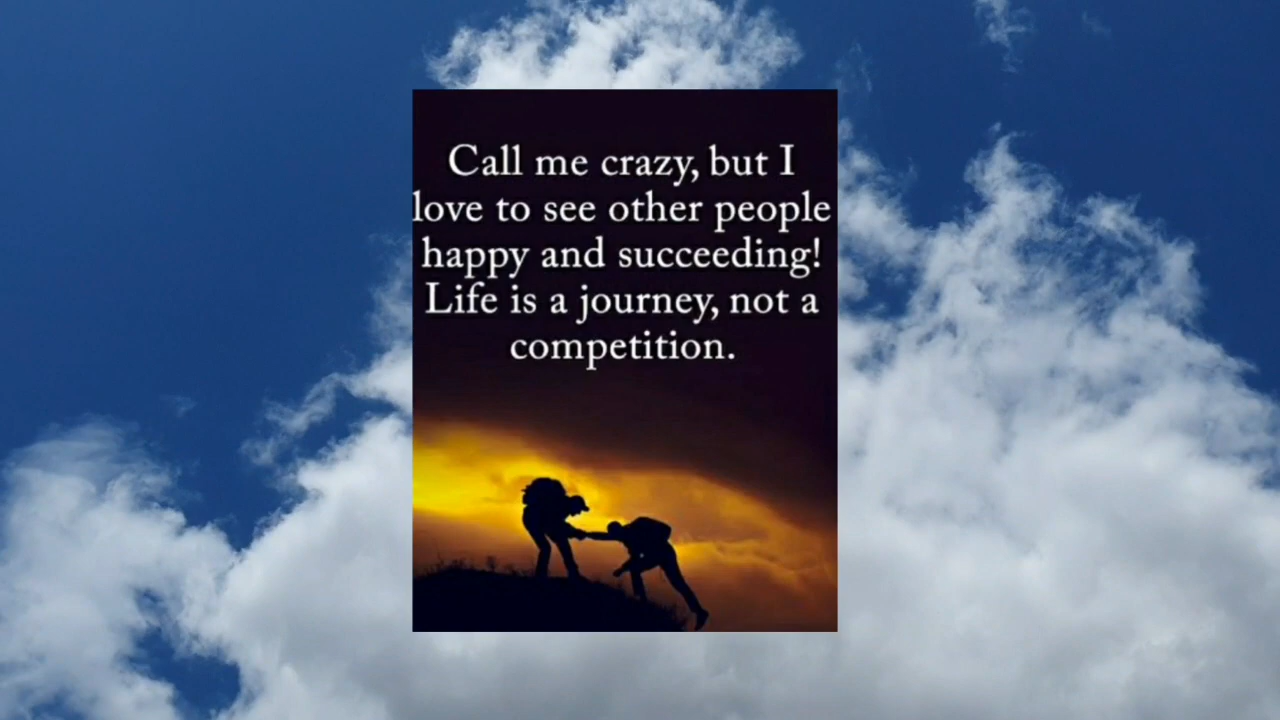 Call me crazy, but I
love to see other people
happy and succeeding!
Life is a journey, not a
competition.